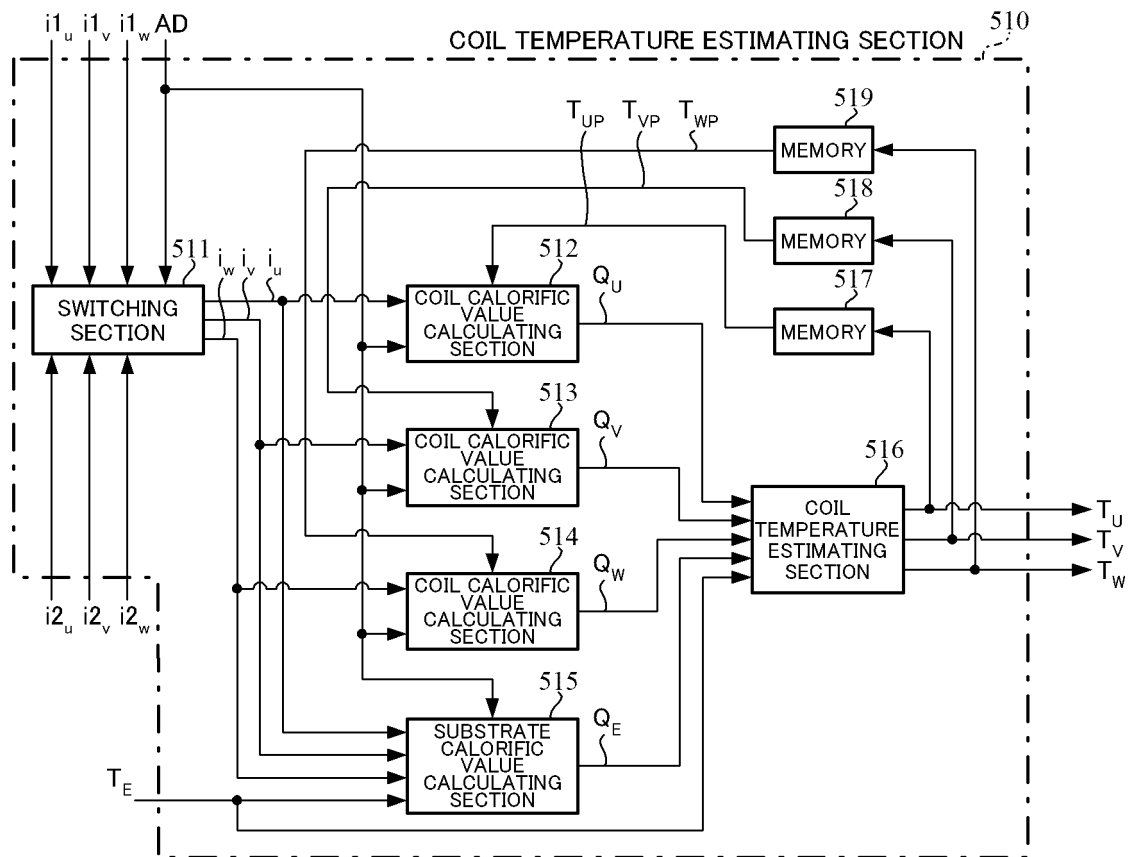 i1u i1v i1w AD
COIL TEMPERATURE ESTIMATING SECTION
510
TUP TVP TWP
519
MEMORY
518
MEMORY
517
MEMORY
511
SWITCHING
SECTION
iw iv iu
512
COIL CALORIFIC
VALUE
CALCULATING
SECTION
QU
513
COIL CALORIFIC
VALUE
CALCULATING
SECTION
QV
516
COIL
TEMPERATURE
ESTIMATING
SECTION
TU
TV
TW
514
COIL CALORIFIC
VALUE
CALCULATING
SECTION
QW
i2u i2v i2w
515
SUBSTRATE
CALORIFIC
VALUE
CALCULATING
SECTION
QE
TE